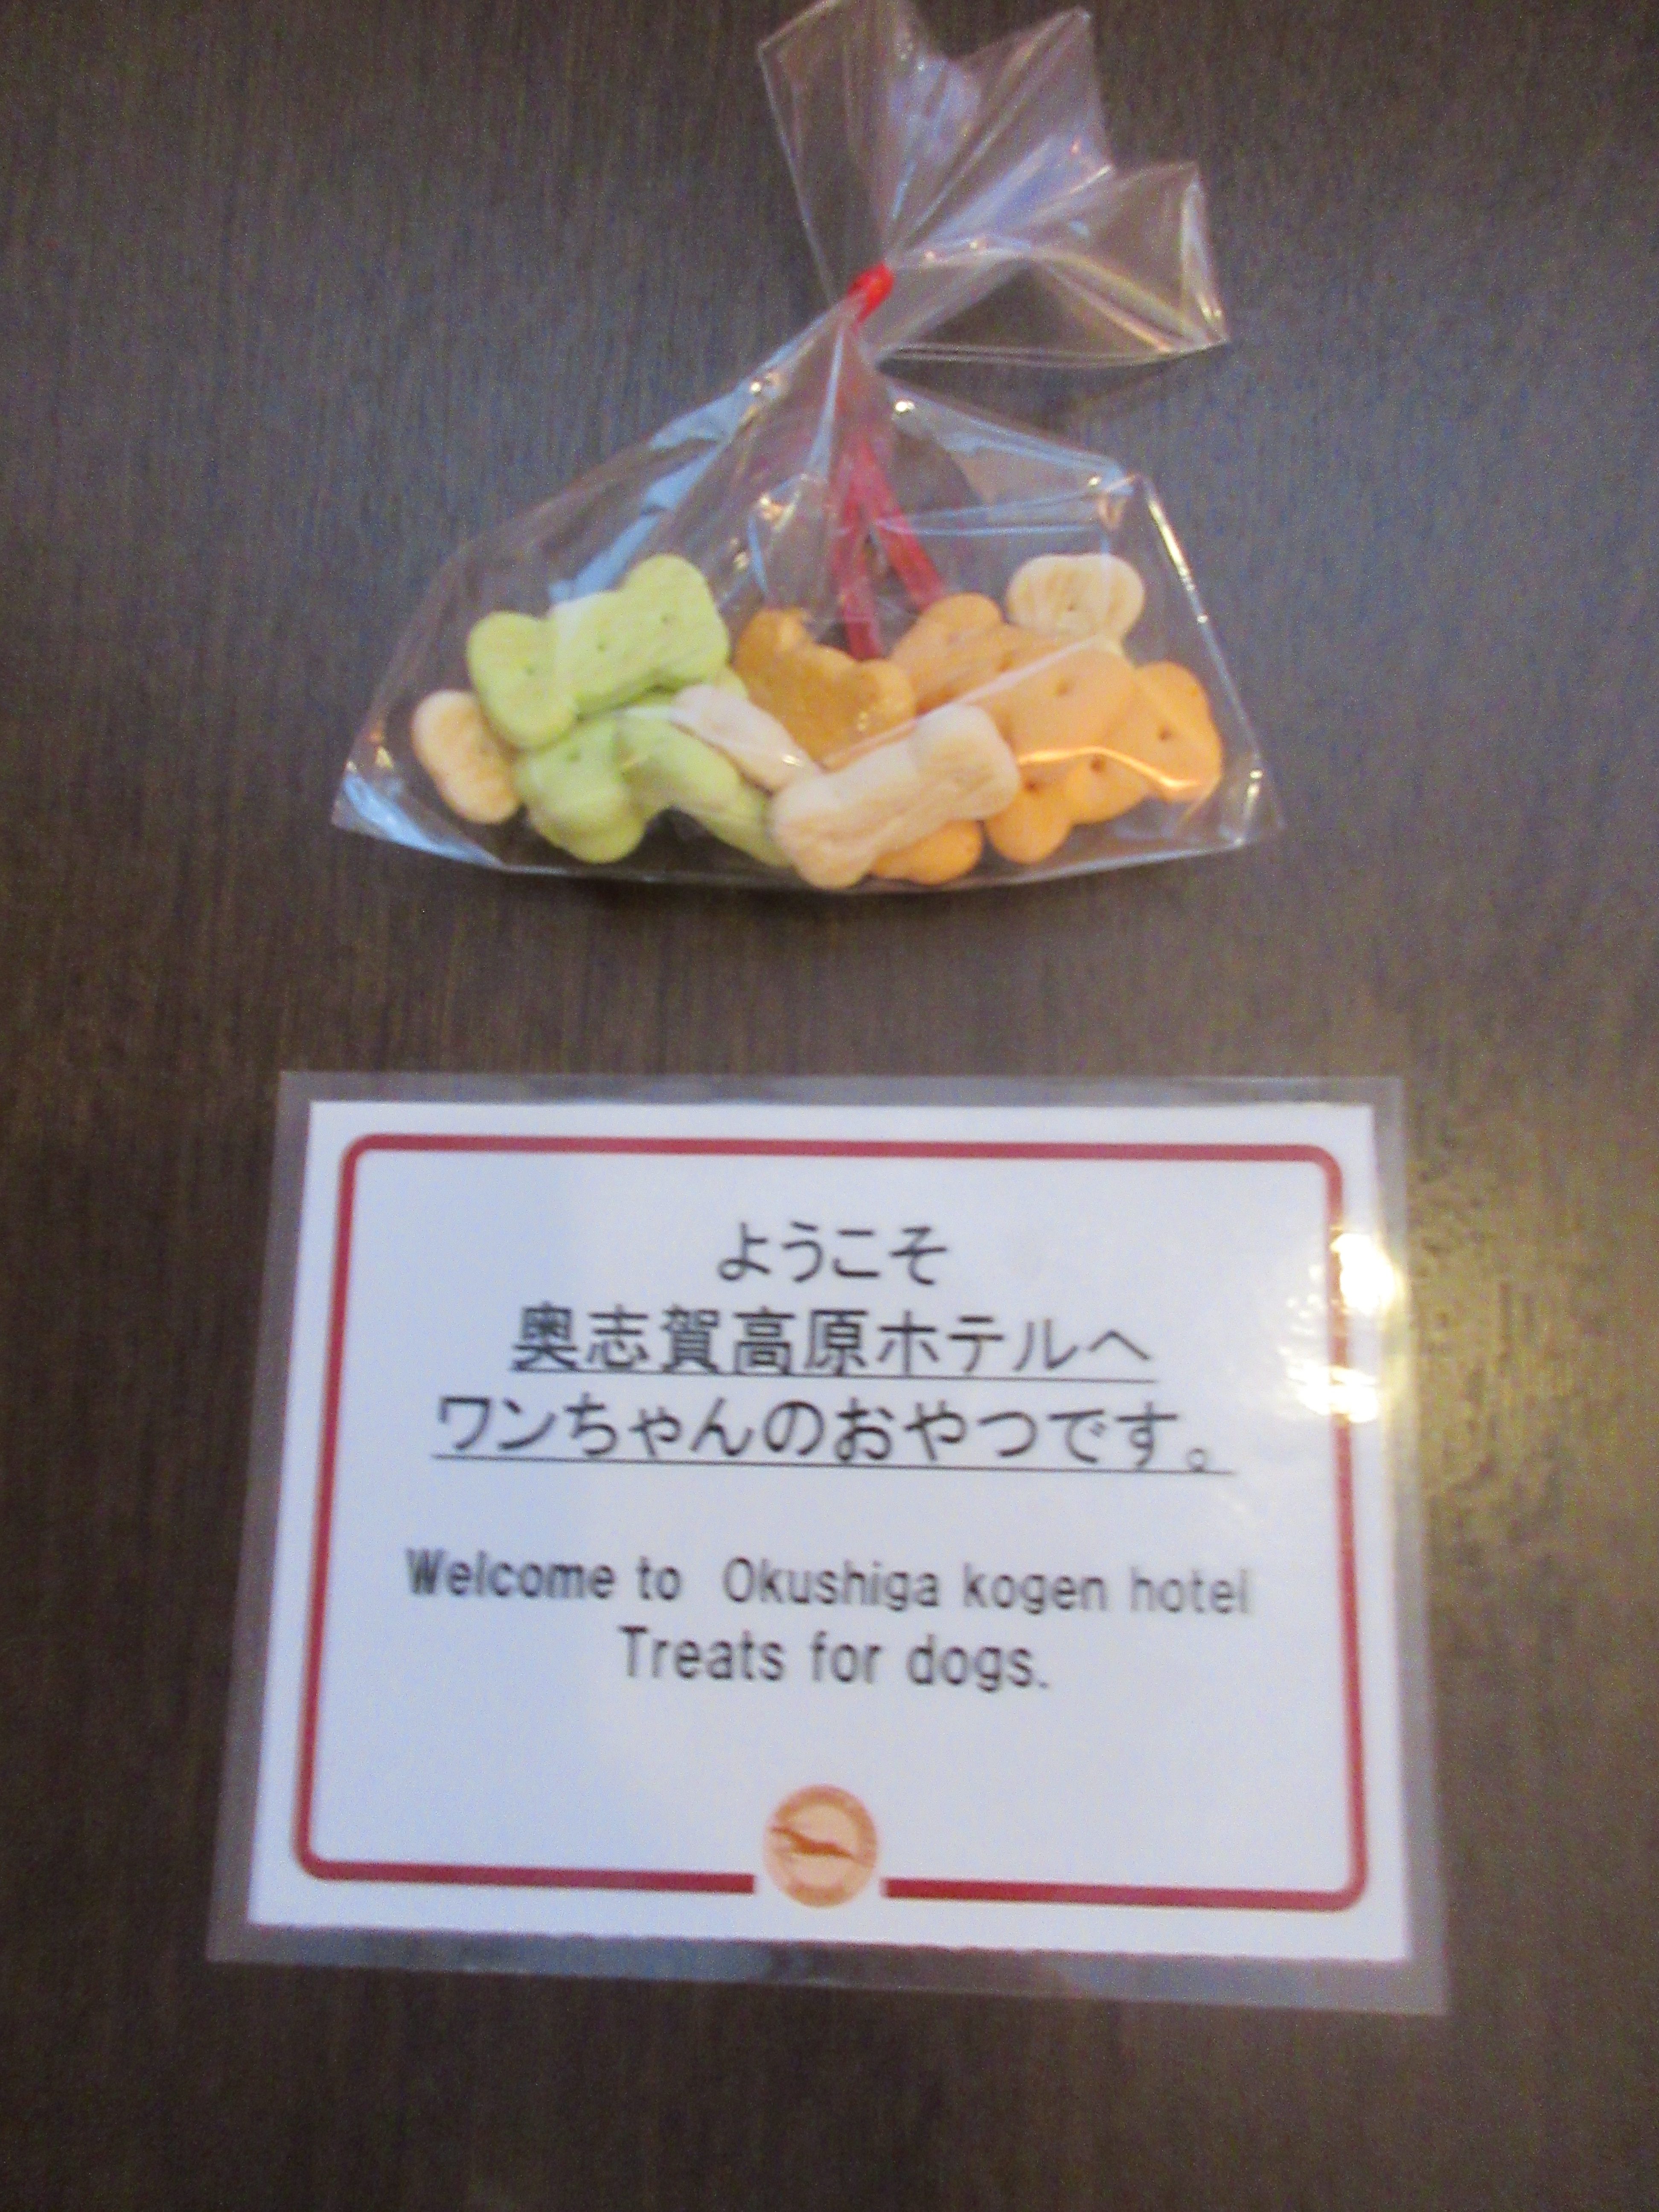 ようこそ
奥志賀高原ホテルへ
ワンちゃんのおやつです。
Welcome to Okushiga kogen hotel
Treats for dogs.